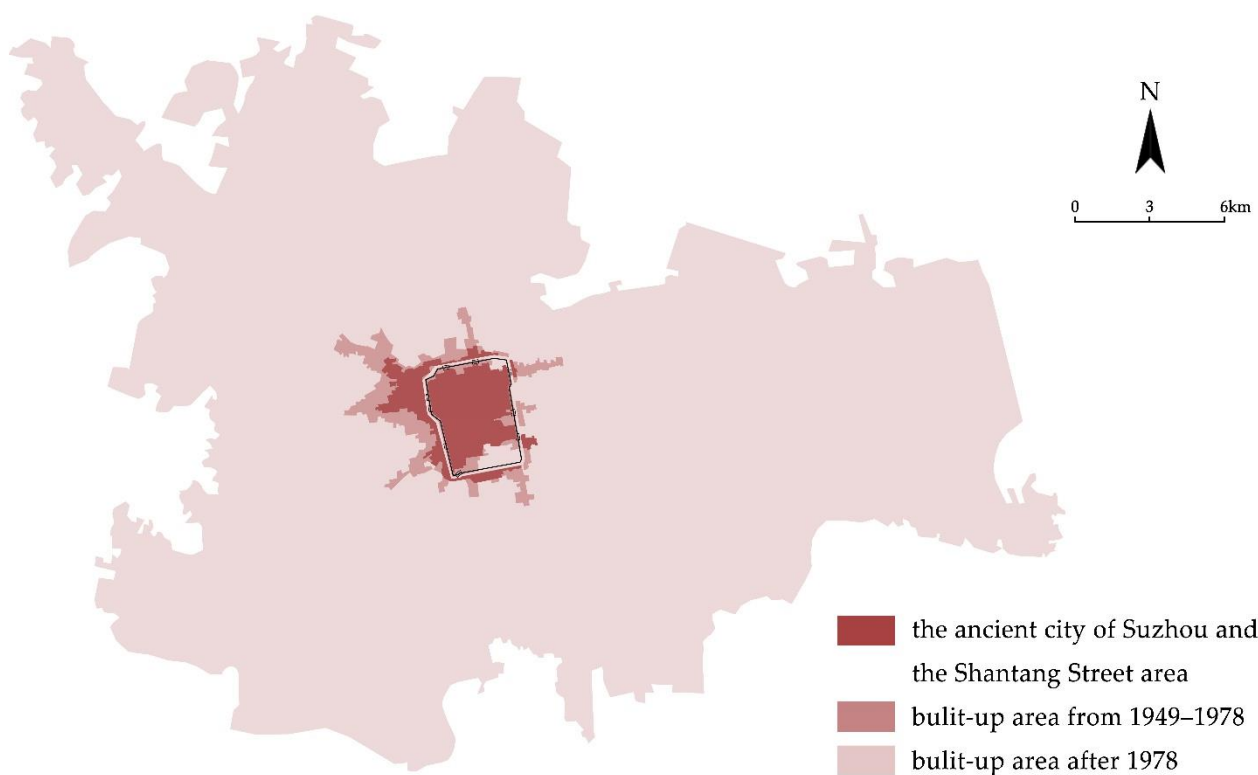 N
0 3 6km
the ancient city of Suzhou and
the Shantang Street area
bulit-up area from 1949–1978
bulit-up area after 1978